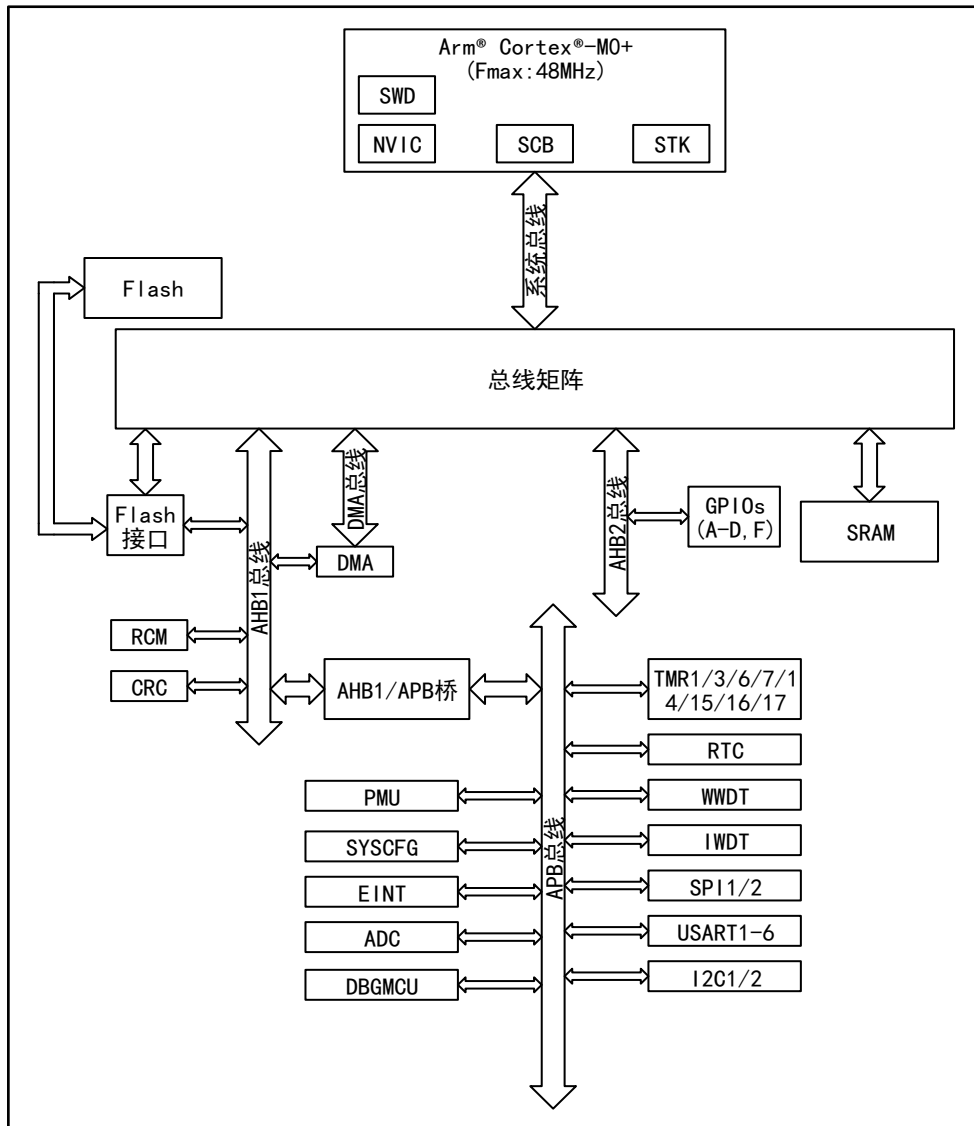 Arm® Cortex®-M0+
(Fmax:48MHz)
SWD
NVIC
SCB
STK
系统总线
Flash
总线矩阵
Flash
接口
AHB1总线
DMA总线
DMA
AHB2总线
GPIOs
(A-D,F)
SRAM
RCM
CRC
AHB1/APB桥
APB总线
TMR1/3/6/7/1
4/15/16/17
RTC
PMU
WWDT
SYSCFG
IWDT
EINT
SPI1/2
ADC
USART1-6
DBGMCU
I2C1/2